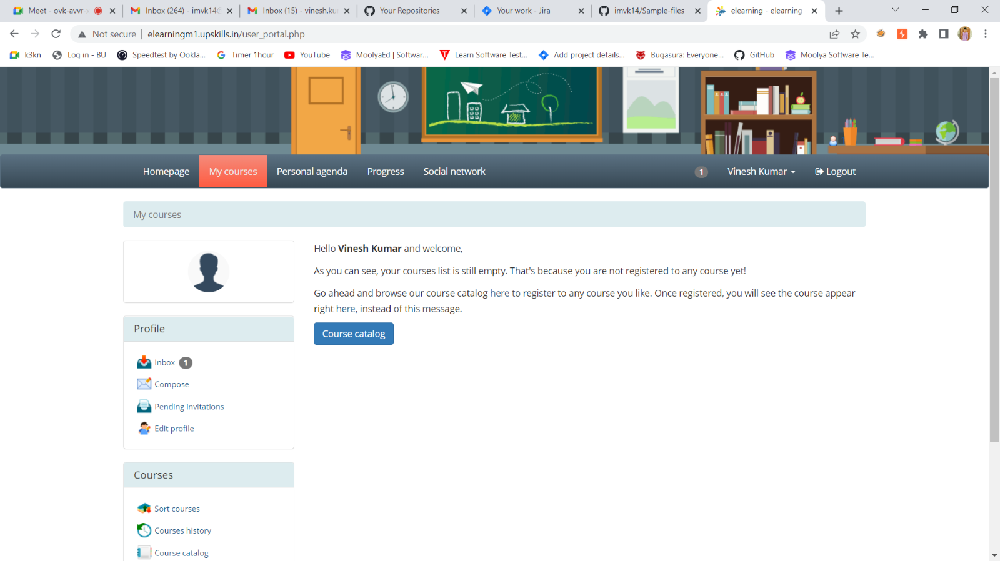 Meet - ovk-avvr-x
Inbox (264) - imvk14@
Inbox (15) - vinesh.ku
Your Repositories
Your work - Jira
imvk14/Sample-files
elearning - elearning
Not secure
elearningm1.upskills.in/user_portal.php
k3kn
Log in - BU
Speedtest by Ookla...
Timer 1hour
YouTube
MoolyaEd | Softwar...
Learn Software Test...
Add project details...
Bugasura: Everyone...
GitHub
Moolya Software Te...
Homepage
My courses
Personal agenda
Progress
Social network
1
Vinesh Kumar
Logout
My courses
Hello Vinesh Kumar and welcome,
As you can see, your courses list is still empty. That's because you are not registered to any course yet!
Go ahead and browse our course catalog here to register to any course you like. Once registered, you will see the course appear
right here, instead of this message.
Course catalog
Profile
Inbox 1
Compose
Pending invitations
Edit profile
Courses
Sort courses
Courses history
Course catalog